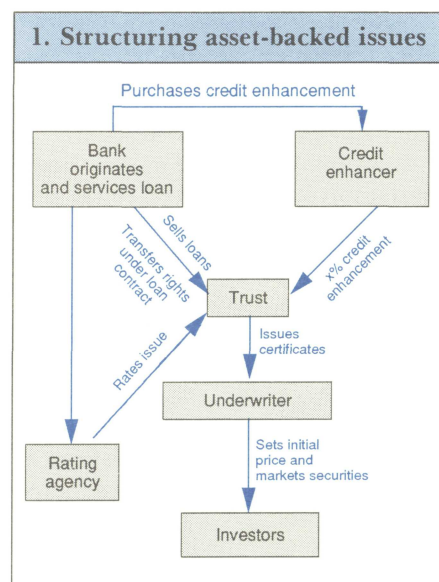 1. Structuring asset-backed issues
Purchases credit enhancement
Bank
originates
and services loan
Credit
enhancer
Sells loans
Transfers rights
under loan
contract
x% credit
enhancement
Trust
Rates issue
Issues
certificates
Underwriter
Rating
agency
Sets initial
price and
markets securities
Investors